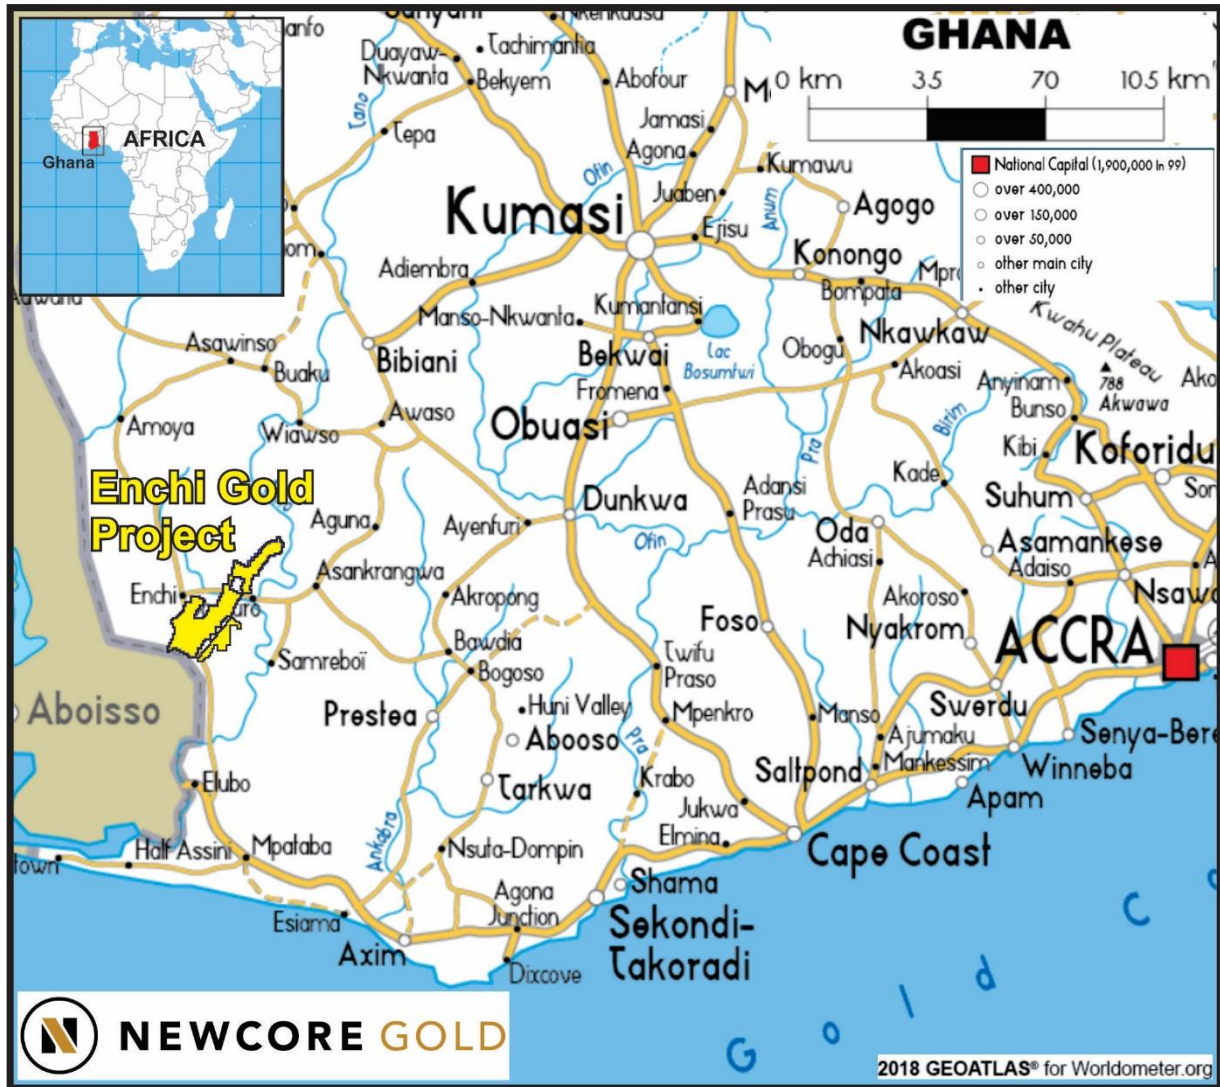 GHANA
0 km 35 70 105 km
National Capital (1,900,000 in 99)
over 400,000
over 150,000
over 50,000
other main city
other city
AFRICA
Ghana
Duayaw-
Nkwanta
Tachimantia
Bekyem
Abofour
Tano
Tepa
Jamasi
Agona
Kumawu
Ofin
Juaben
Anum
Agogo
Kumasi
Ejisu
Konongo
Adiembra
Bompata
Kumantansi
Manso-Nkwanta
Nkawkaw
Kwahu Plateau
Asawinso
Bibiani
Bekwai
Lac
Bosumtwi
Obogu
Buaku
Fromena
Akoasi
Anyinam
788
Akwawa
Awaso
Obuasi
Birim
Bunso
Amoya
Wiawso
Pra
Kibi
Koforidu
Enchi Gold
Project
Kade
Suhum
Dunkwa
Adansi
Prasu
Aguna
Ayenfuri
Oda
Achiasi
Ofin
Asamankese
Adaiso
Asankrangwa
Enchi
Akropong
Akoroso
Nsaw
Foso
Nyakrom
ACCRA
Bawdia
Samreboï
Bogoso
Twifu
Praso
Aboisso
Prestea
Huni Valley
Mpenkro
Manso
Swerdu
Abooso
Pra
Ajumaku
Senya-Bere
Mankessim
Saltpond
Winneba
Elubo
Tarkwa
Krabo
Jukwa
Apam
Ankobra
Elmina
Half Assini
Mpataba
Nsuta-Dompin
Cape Coast
town
Agona
Junction
Shama
Esiama
Sekondi-
Takoradi
Axim
Dixcove
Gold C
NEWCORE GOLD
2018 GEOATLAS® for Worldometer.org